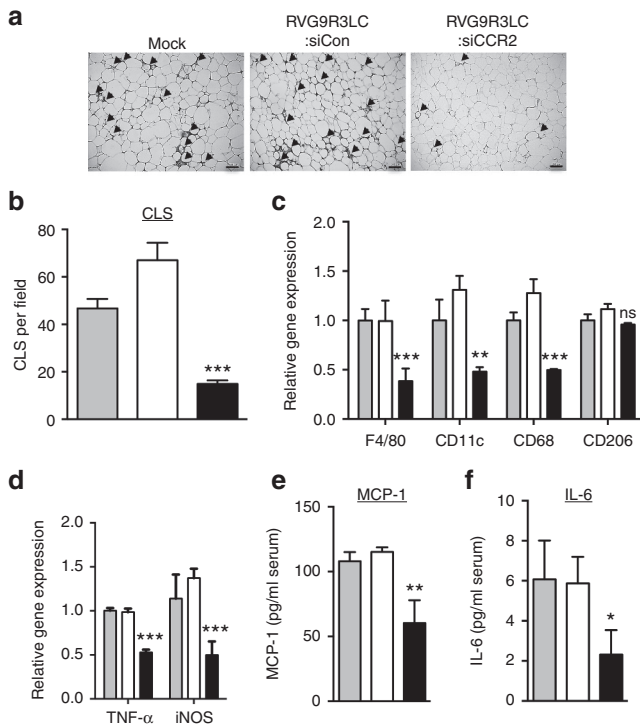 a
Mock
RVG9R3LC
:siCon
RVG9R3LC
:siCCR2
b
CLS
CLS per field
80
60
40
20
0
***
c
Relative gene expression
2.0
1.5
1.0
0.5
0.0
***
**
***
ns
F4/80 CD11c CD68 CD206
d
Relative gene expression
2.0
1.5
1.0
0.5
0.0
***
***
TNF-α iNOS
e
MCP-1
MCP-1 (pg/ml serum)
150
100
50
0
**
f
IL-6
IL-6 (pg/ml serum)
10
8
6
4
2
0
*